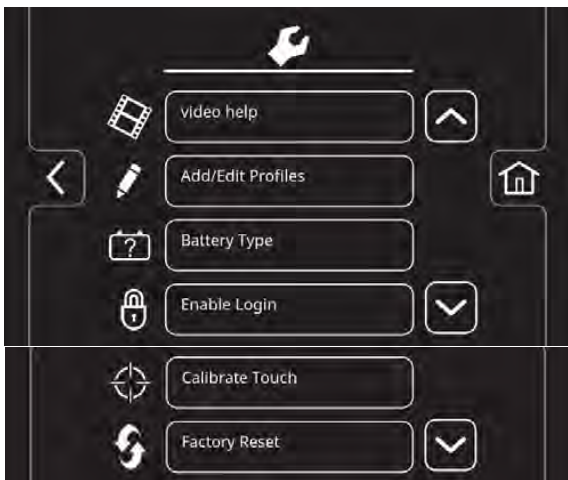 video help
Add/Edit Profiles
?
Battery Type
Enable Login
Calibrate Touch
Factory Reset